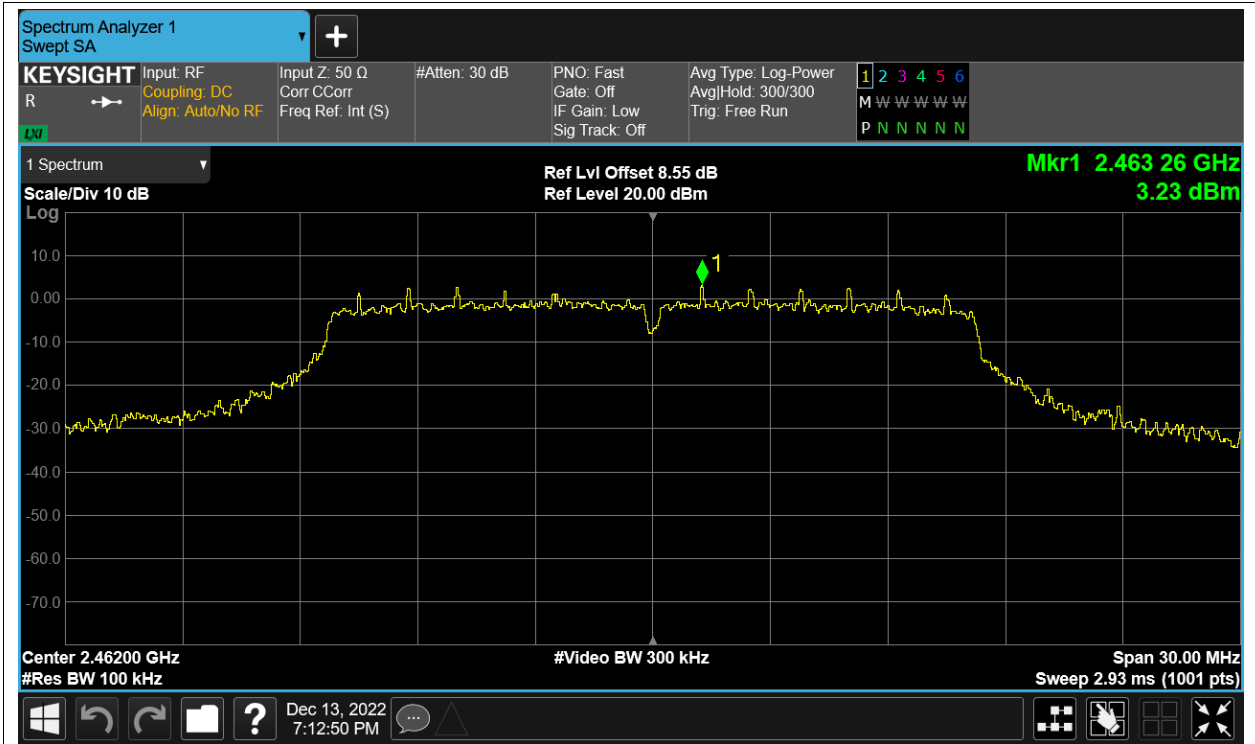 Spectrum Analyzer 1
Swept SA
KEYSIGHT
R
LXI
Input: RF
Coupling: DC
Align: Auto/No RF
Input Z: 50 Ω
Corr CCorr
Freq Ref: Int (S)
#Atten: 30 dB
PNO: Fast
Gate: Off
IF Gain: Low
Sig Track: Off
Avg Type: Log-Power
Avg|Hold: 300/300
Trig: Free Run
1 2 3 4 5 6
M W W W W W
P N N N N N N
1 Spectrum
Scale/Div 10 dB
Log
Ref Lvl Offset 8.55 dB
Ref Level 20.00 dBm
Mkr1 2.463 26 GHz
3.23 dBm
1
10.0
0.00
-10.0
-20.0
-30.0
-40.0
-50.0
-60.0
-70.0
Center 2.46200 GHz
#Video BW 300 kHz
Span 30.00 MHz
#Res BW 100 kHz
Sweep 2.93 ms (1001 pts)
?
Dec 13, 2022
7:12:50 PM